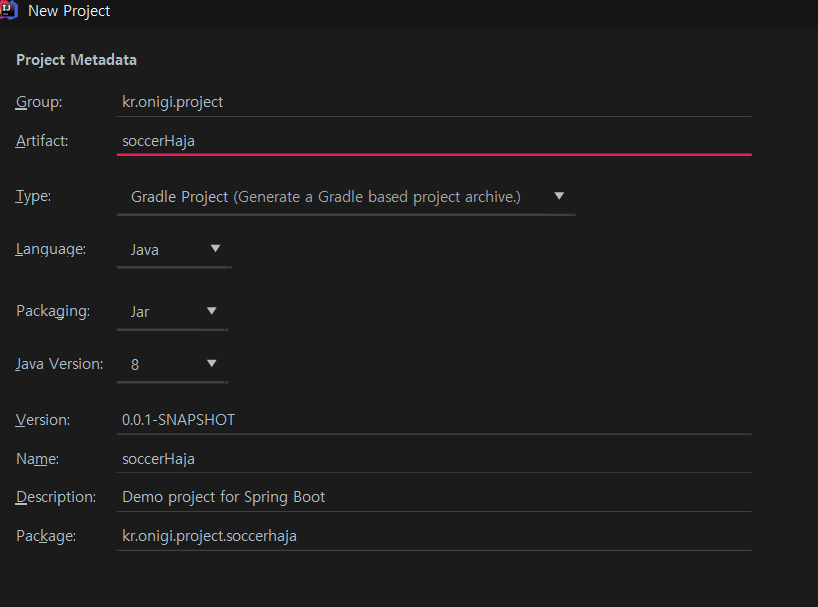 New Project
Project Metadata
Group: kr.onigi.project
Artifact: soccerHaja
Type: Gradle Project (Generate a Gradle based project archive.)
Language: Java
Packaging: Jar
Java Version: 8
Version: 0.0.1-SNAPSHOT
Name: soccerHaja
Description: Demo project for Spring Boot
Package: kr.onigi.project.soccerhaja